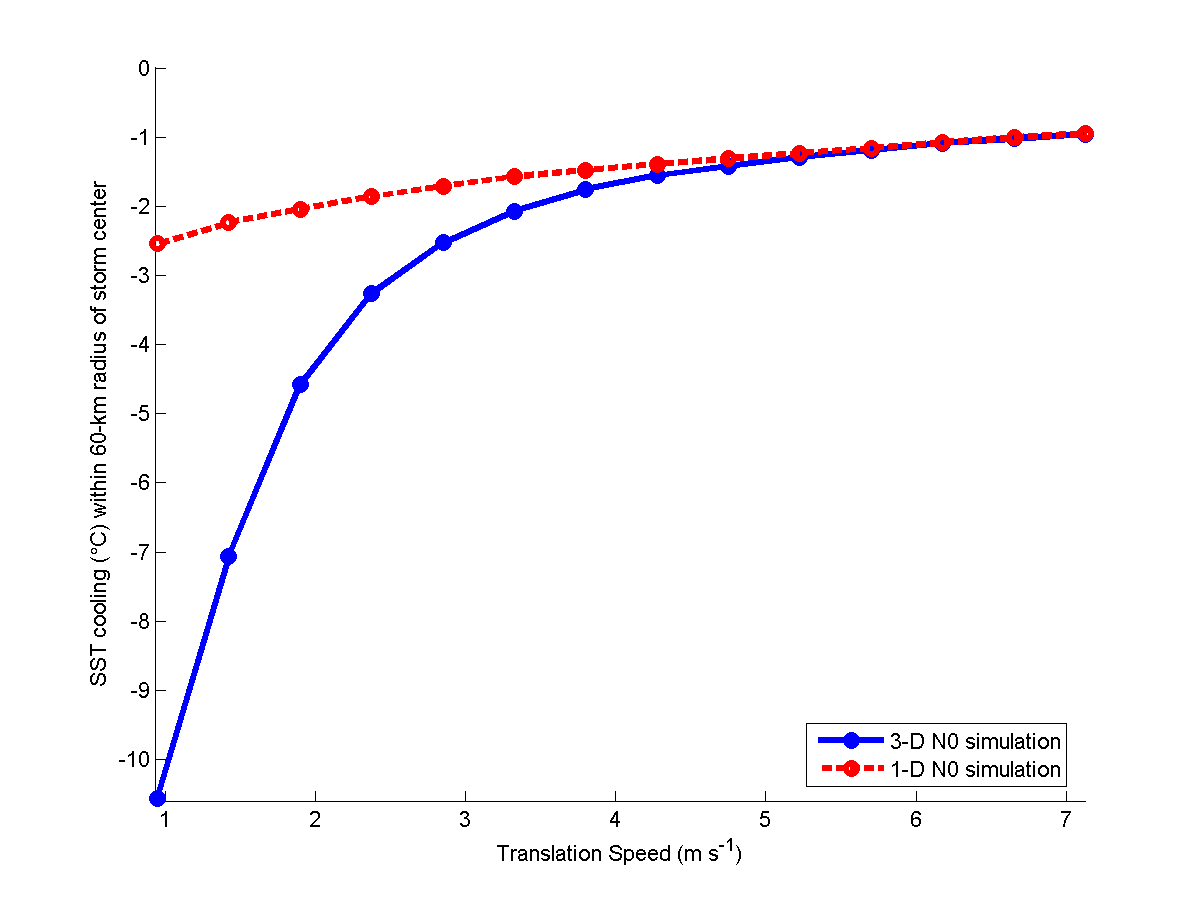 0
-1
-2
-3
-4
-5
-6
-7
-8
-9
-10
SST cooling (°C) within 60-km radius of storm center
3-D N0 simulation
1-D N0 simulation
1 2 3 4 5 6 7
Translation Speed (m s-1)